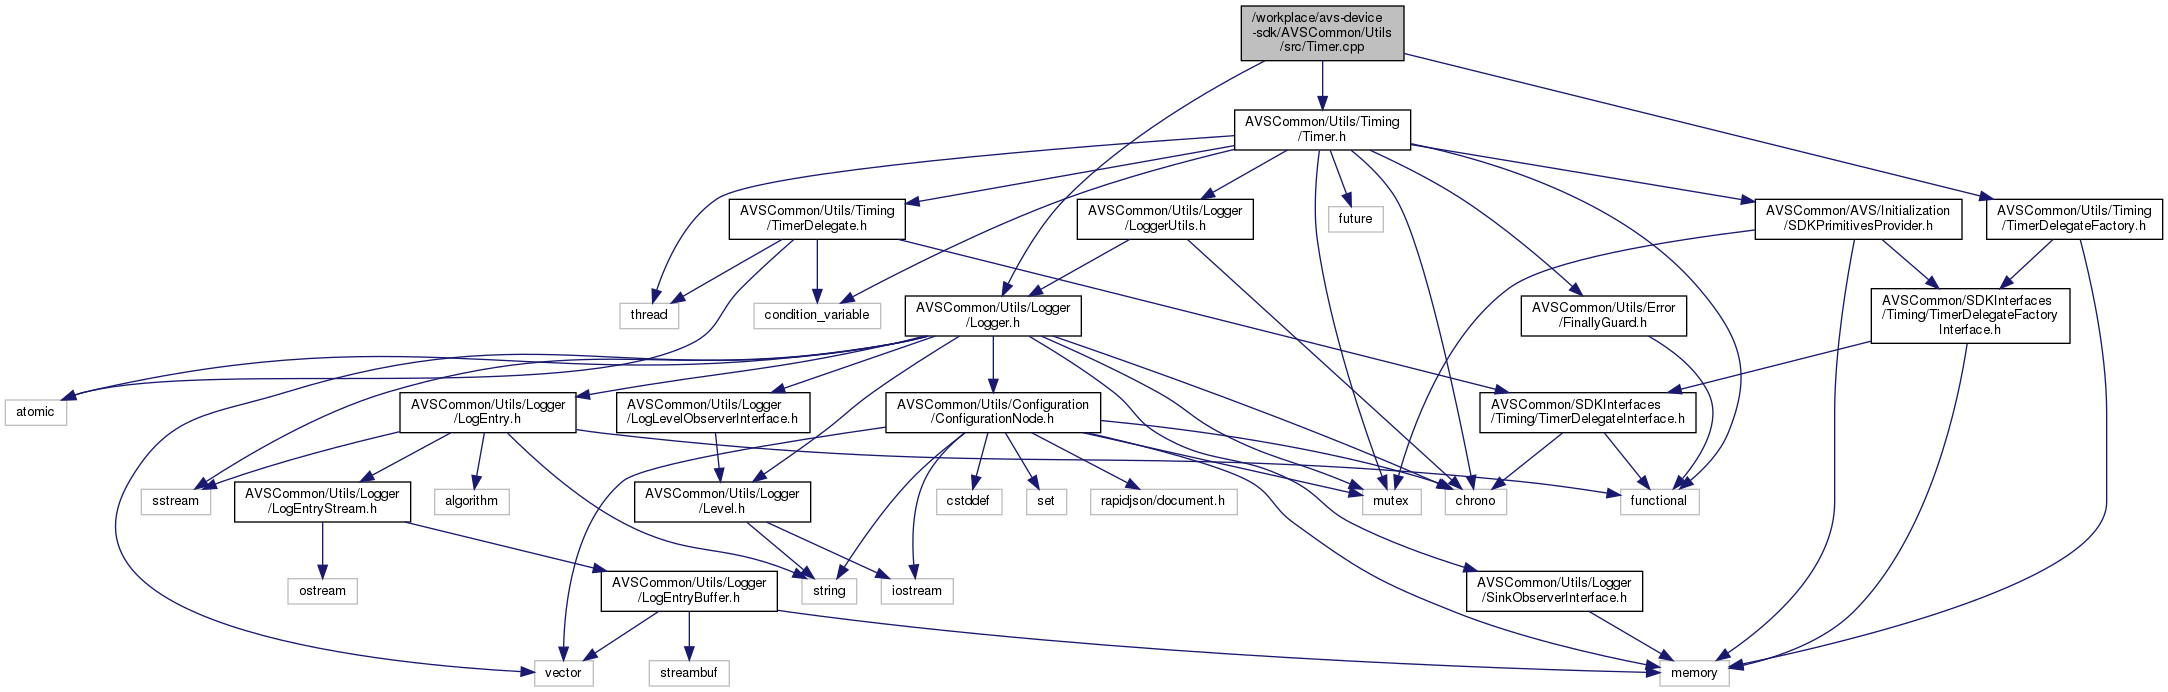 /workplace/avs-device
-sdk/AVSCommon/Utils
/src/Timer.cpp
AVSCommon/Utils/Timing
/Timer.h
AVSCommon/Utils/Timing
/TimerDelegate.h
AVSCommon/Utils/Logger
/LoggerUtils.h
future
AVSCommon/AVS/Initialization
/SDKPrimitivesProvider.h
AVSCommon/Utils/Timing
/TimerDelegateFactory.h
thread
condition_variable
AVSCommon/Utils/Logger
/Logger.h
AVSCommon/Utils/Error
/FinallyGuard.h
AVSCommon/SDKInterfaces
/Timing/TimerDelegateFactory
Interface.h
atomic
AVSCommon/Utils/Logger
/LogEntry.h
AVSCommon/Utils/Logger
/LogLevelObserverInterface.h
AVSCommon/Utils/Configuration
/ConfigurationNode.h
AVSCommon/SDKInterfaces
/Timing/TimerDelegateInterface.h
sstream
AVSCommon/Utils/Logger
/LogEntryStream.h
algorithm
AVSCommon/Utils/Logger
/Level.h
cstddef
set
rapidjson/document.h
mutex
chrono
functional
ostream
AVSCommon/Utils/Logger
/LogEntryBuffer.h
string
iostream
AVSCommon/Utils/Logger
/SinkObserverInterface.h
vector
streambuf
memory